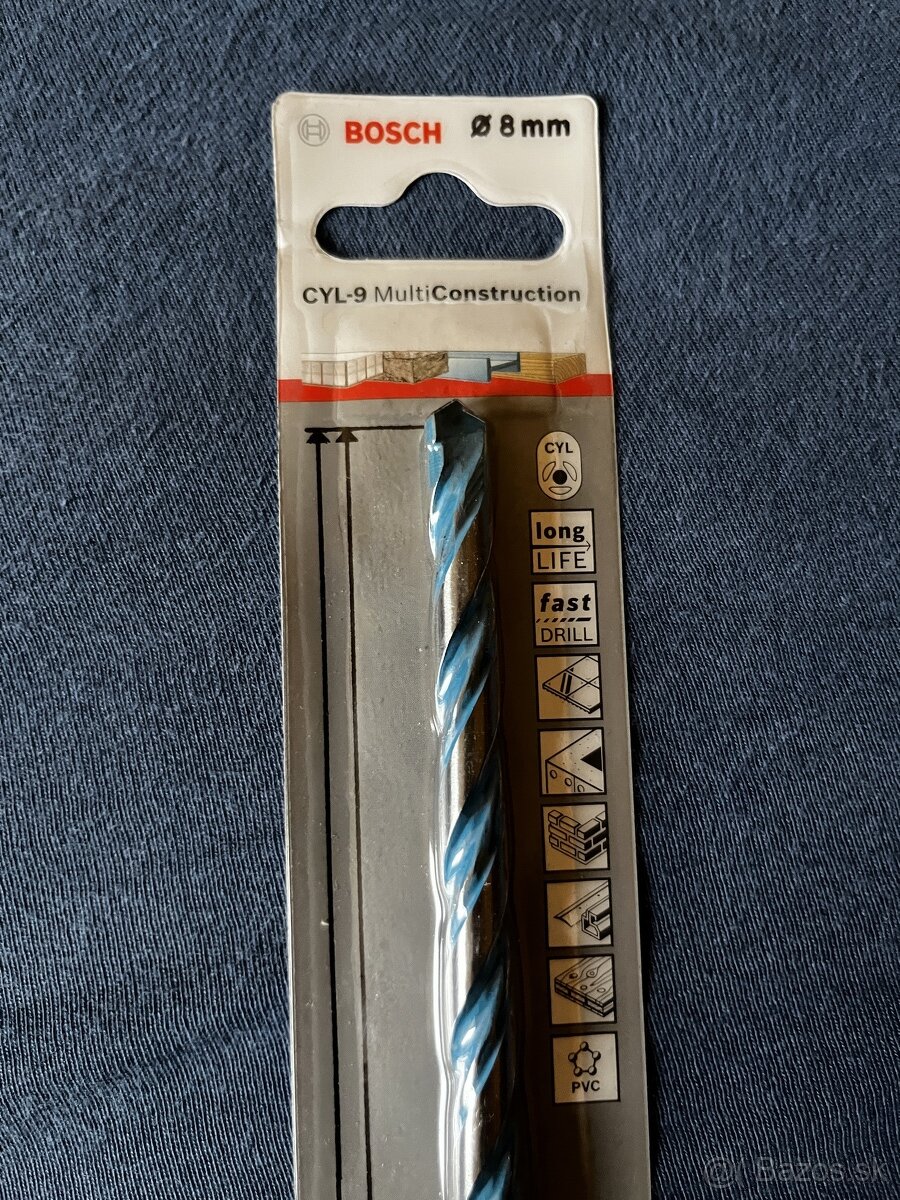 BOSCH Ø 8 mm
CYL-9 MultiConstruction
CYL
long
LIFE
fast
DRILL
PVC
Bazos.sk